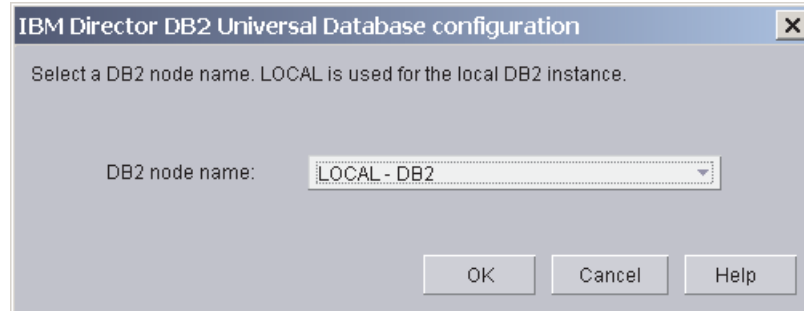 IBM Director DB2 Universal Database configuration
Select a DB2 node name. LOCAL is used for the local DB2 instance.
DB2 node name: LOCAL - DB2
OK Cancel Help